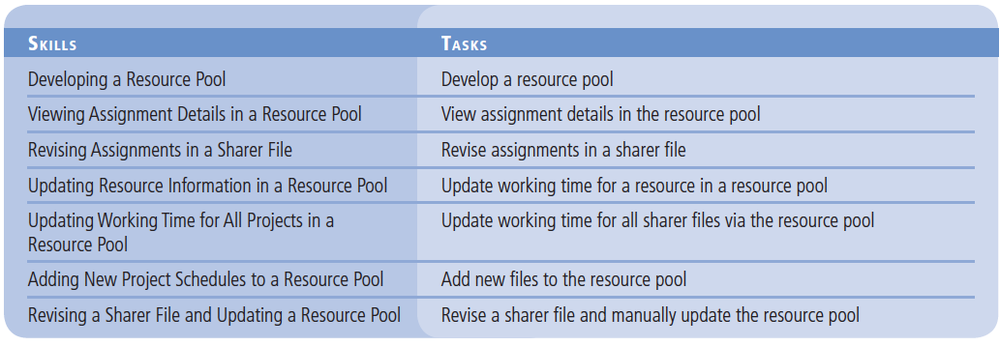 SKILLS TASKS
Developing a Resource Pool Develop a resource pool
Viewing Assignment Details in a Resource Pool View assignment details in the resource pool
Revising Assignments in a Sharer File Revise assignments in a sharer file
Updating Resource Information in a Resource Pool Update working time for a resource in a resource pool
Updating Working Time for All Projects in a Update working time for all sharer files via the resource pool
Resource Pool
Adding New Project Schedules to a Resource Pool Add new files to the resource pool
Revising a Sharer File and Updating a Resource Pool Revise a sharer file and manually update the resource pool